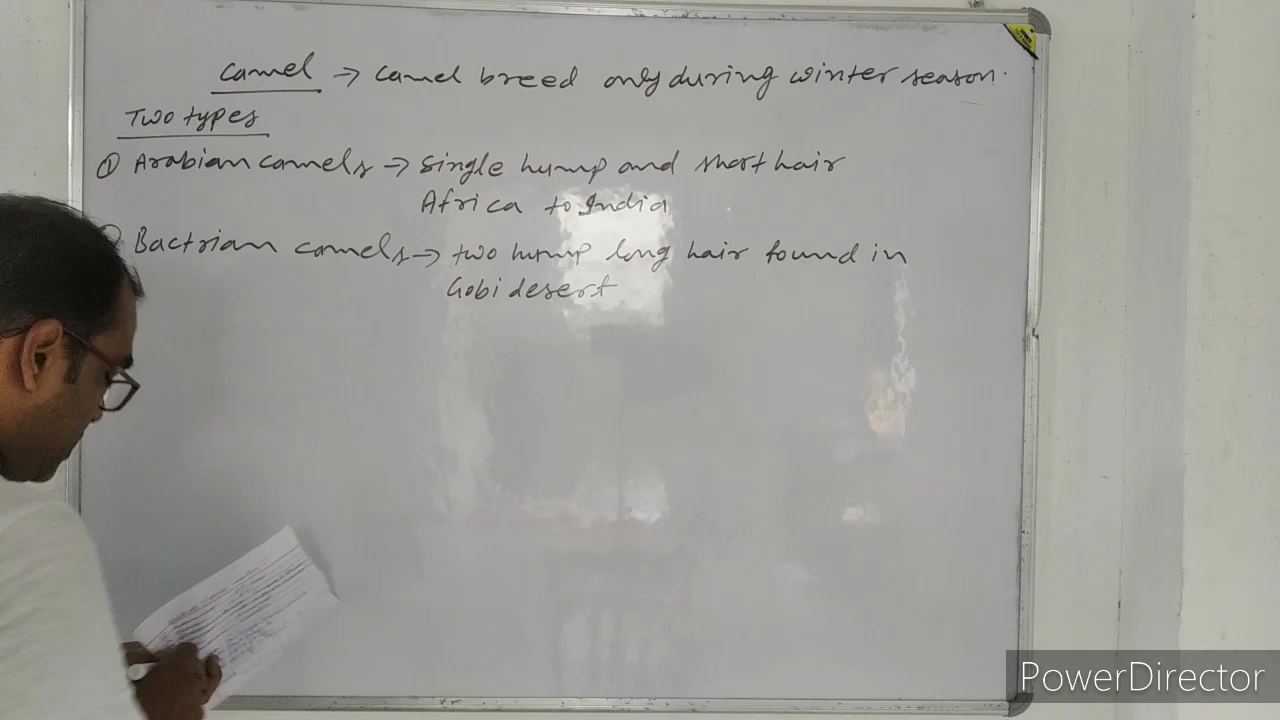 Camel → Camel breed only during winter season.
Two types
① Arabian camels → Single hump and short hair
Africa to India
Bactrian camels → two hump long hair found in
Gobi desert
PowerDirector